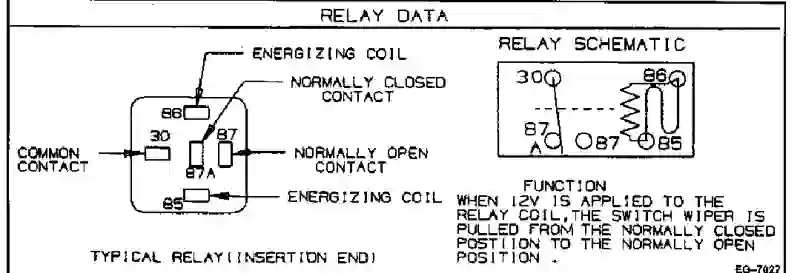 RELAY DATA
ENERGIZING COIL
NORMALLY CLOSED
CONTACT
86
30
87
COMMON
CONTACT
87A
NORMALLY OPEN
CONTACT
85
ENERGIZING COIL
TYPICAL RELAY(INSERTION END)
RELAY SCHEMATIC
30
86
87
A
87
85
FUNCTION
WHEN 12V IS APPLIED TO THE
RELAY COIL,THE SWITCH WIPER IS
PULLED FROM THE NORMALLY CLOSED
POSTIION TO THE NORMALLY OPEN
POSITION .
EG-7027